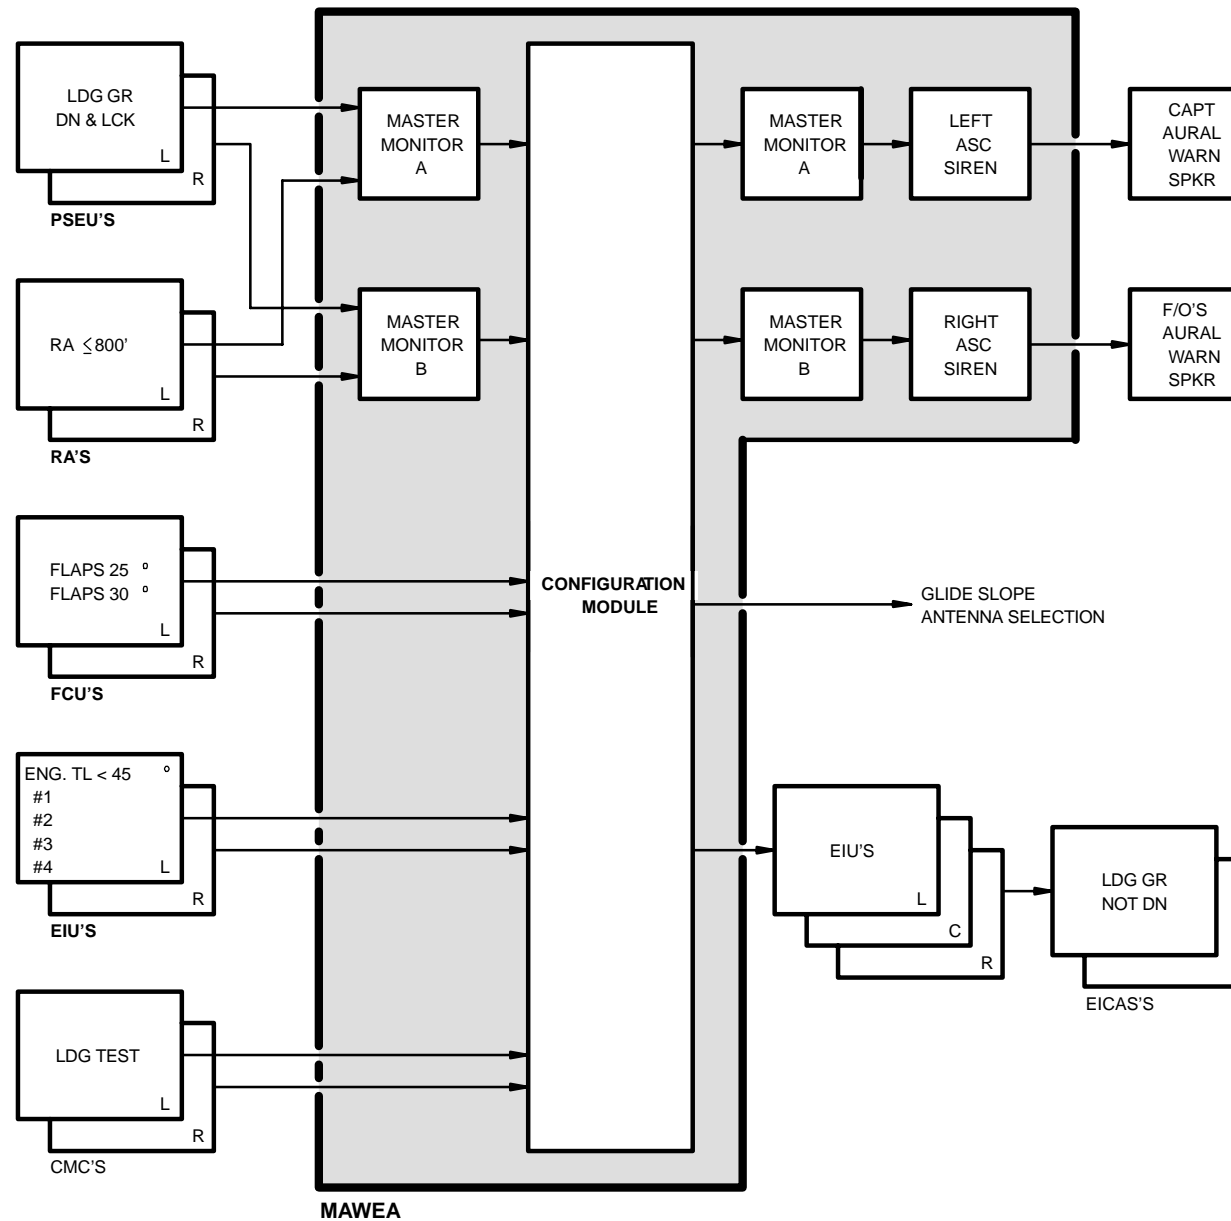 LDG GR
DN & LCK
L
R
PSEU'S
RA ≤800'
L
R
RA'S
FLAPS 25 °
FLAPS 30 °
L
R
FCU'S
ENG. TL < 45 °
#1
#2
#3
#4
L
R
EIU'S
LDG TEST
L
R
CMC'S
MASTER
MONITOR
A
MASTER
MONITOR
B
CONFIGURATION
MODULE
MASTER
MONITOR
A
MASTER
MONITOR
B
LEFT
ASC
SIREN
RIGHT
ASC
SIREN
CAPT
AURAL
WARN
SPKR
F/O'S
AURAL
WARN
SPKR
GLIDE SLOPE
ANTENNA SELECTION
EIU'S
L
C
R
LDG GR
NOT DN
EICAS'S
MAWEA